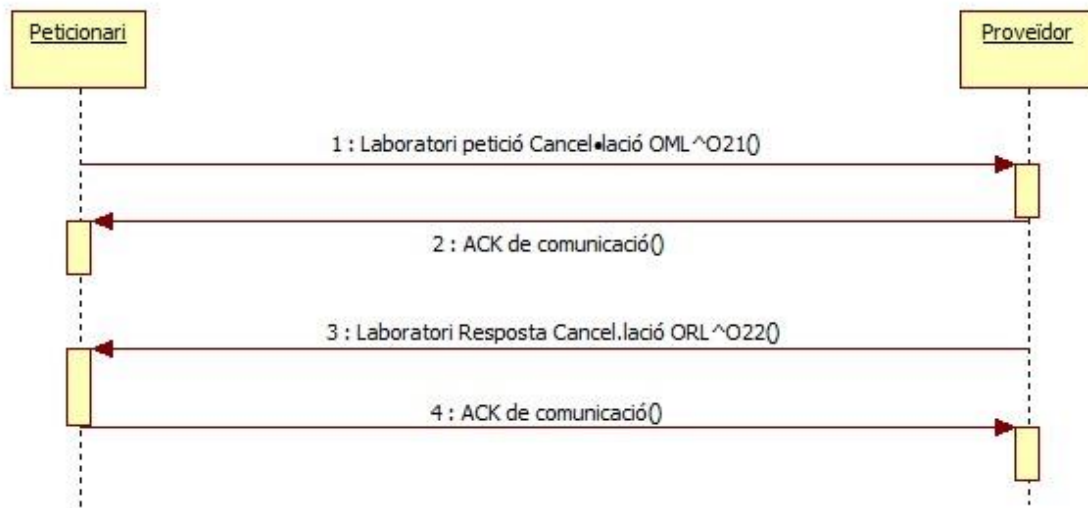 Peticionari
Proveïdor
1 : Laboratori petició Cancel•lació OML^O21()
2 : ACK de comunicació()
3 : Laboratori Resposta Cancel.lació ORL^O22()
4 : ACK de comunicació()